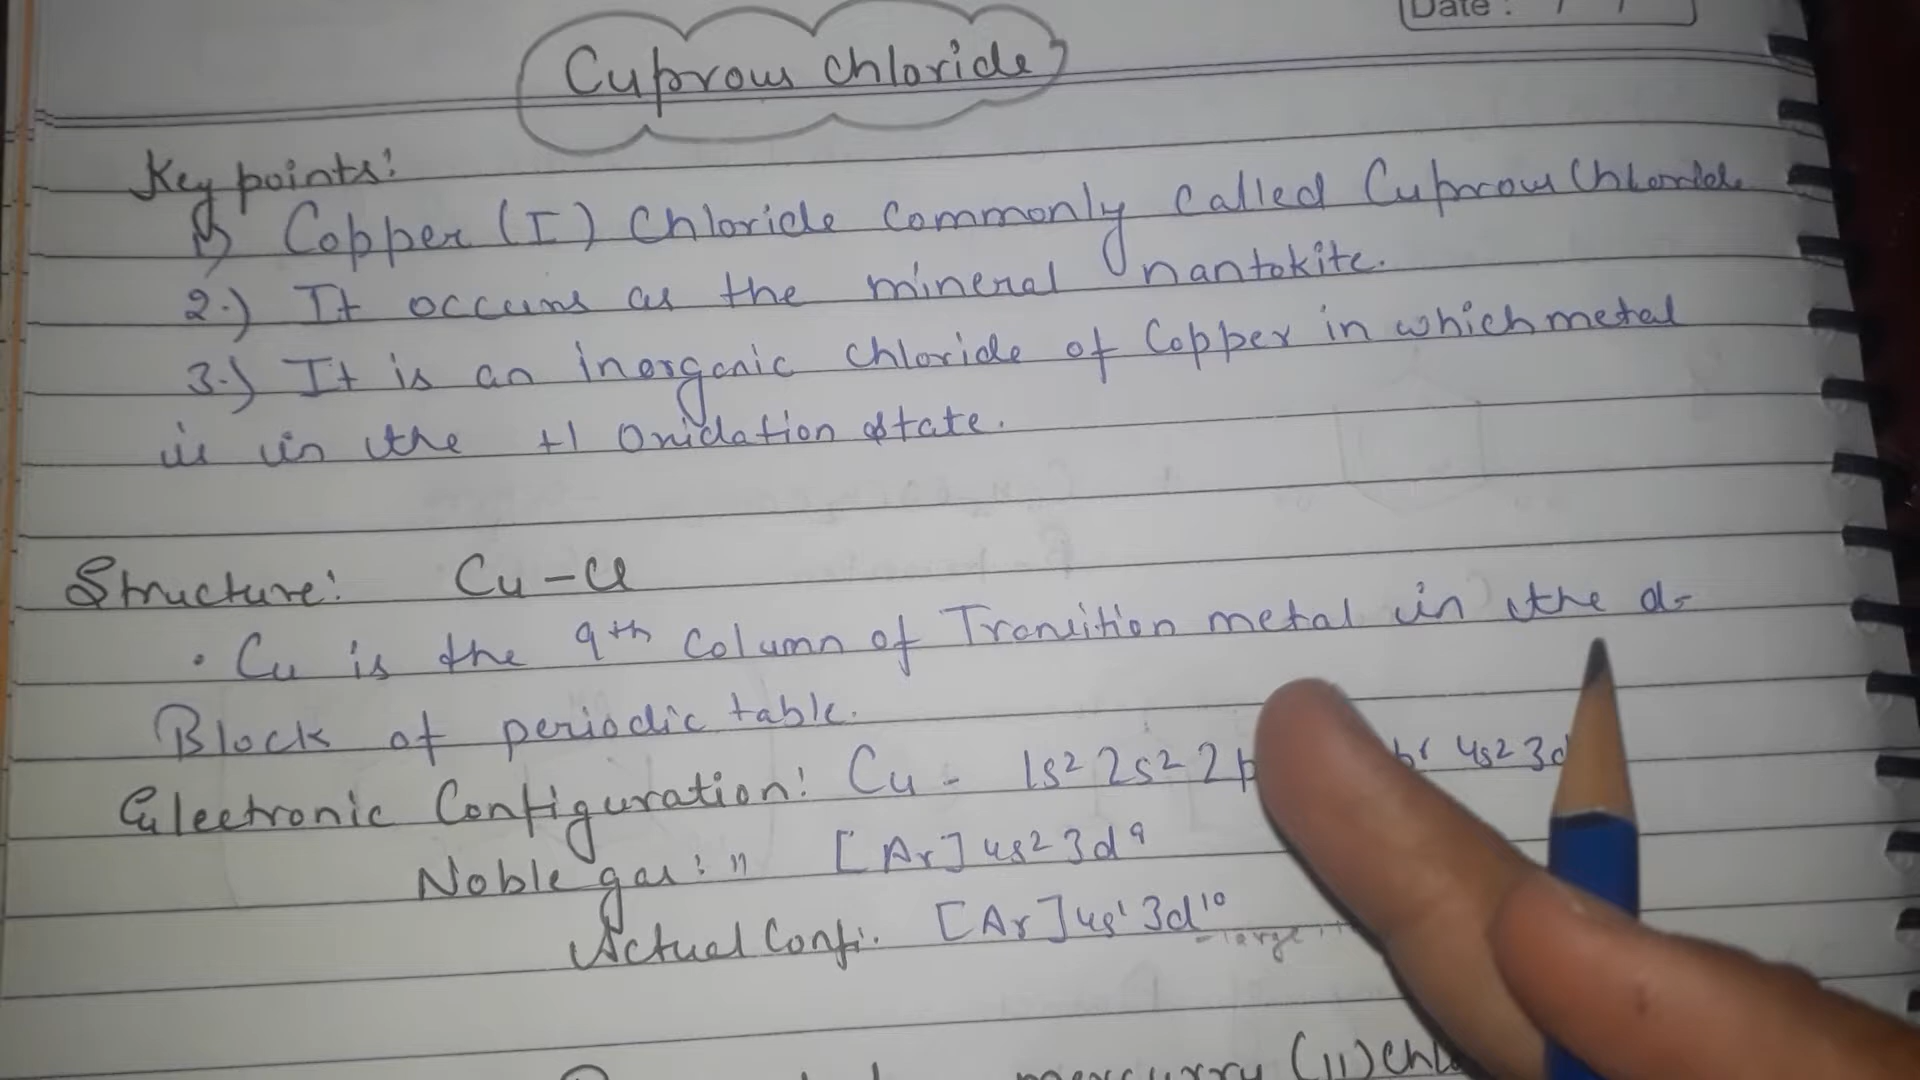 Date : / /
Cuprous Chloride
Key points:
1) Copper (I) Chloride Commonly called Cuprous Chloride
2.) It occurs as the mineral nantokite.
3.) It is an inorganic chloride of Copper in which metal
is in the +1 Oxidation state.
Structure: Cu-Cl
• Cu is the 9th Column of Transition metal in the d-
Block of periodic table.
Electronic Configuration: Cu - 1s² 2s² 2p 4s² 3d
Noble gas: " [Ar] 4s² 3d⁹
Actual Confi. [Ar] 4s¹ 3d¹⁰
large
mercurry (II) Chl